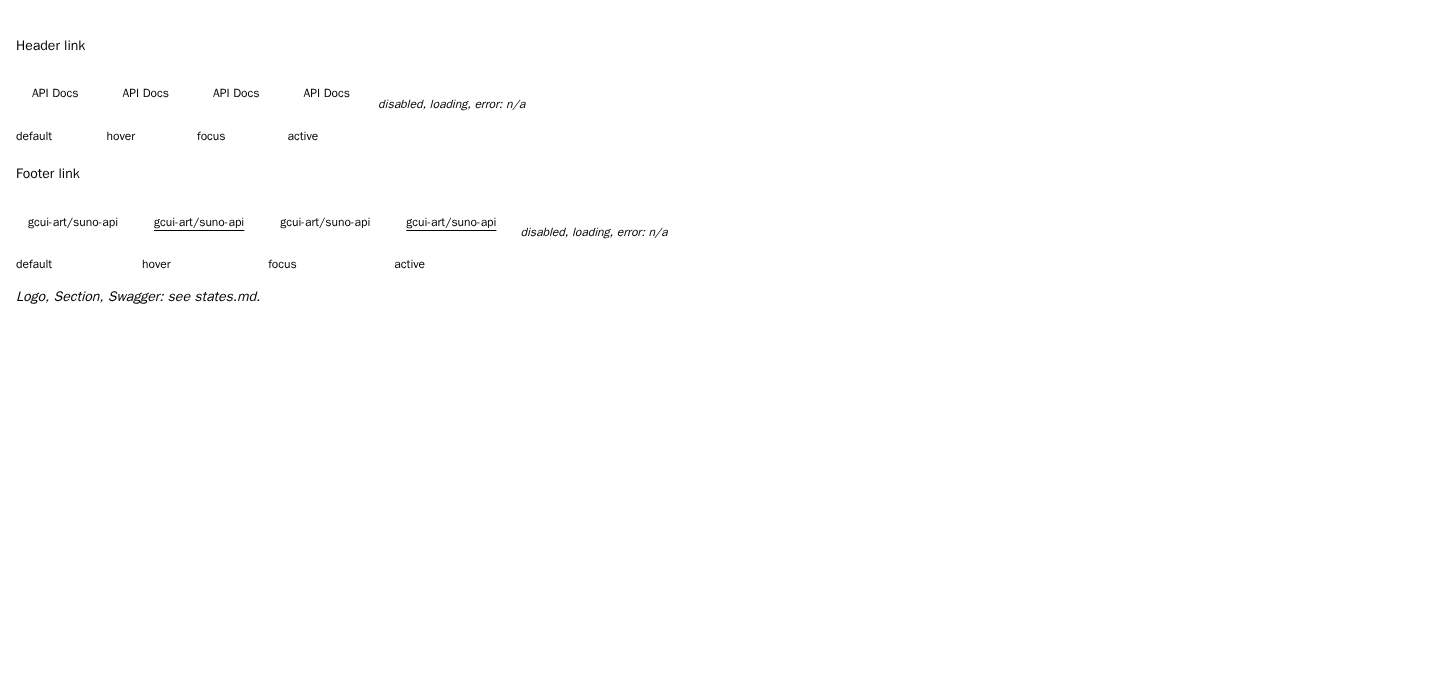 Header link
API Docs API Docs API Docs API Docs disabled, loading, error: n/a
default hover focus active
Footer link
gcui-art/suno-api gcui-art/suno-api gcui-art/suno-api gcui-art/suno-api disabled, loading, error: n/a
default hover focus active
Logo, Section, Swagger: see states.md.